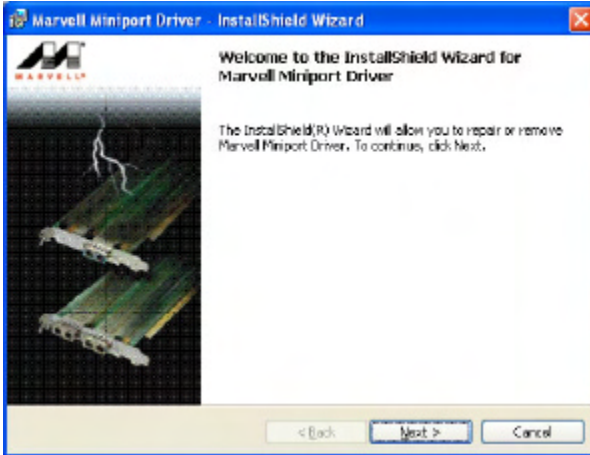 Marvell Miniport Driver - InstallShield Wizard
MARVELL®
Welcome to the InstallShield Wizard for
Marvell Miniport Driver
The InstallShield(R) Wizard will allow you to repair or remove
Marvell Miniport Driver. To continue, click Next.
< Back
Next >
Cancel